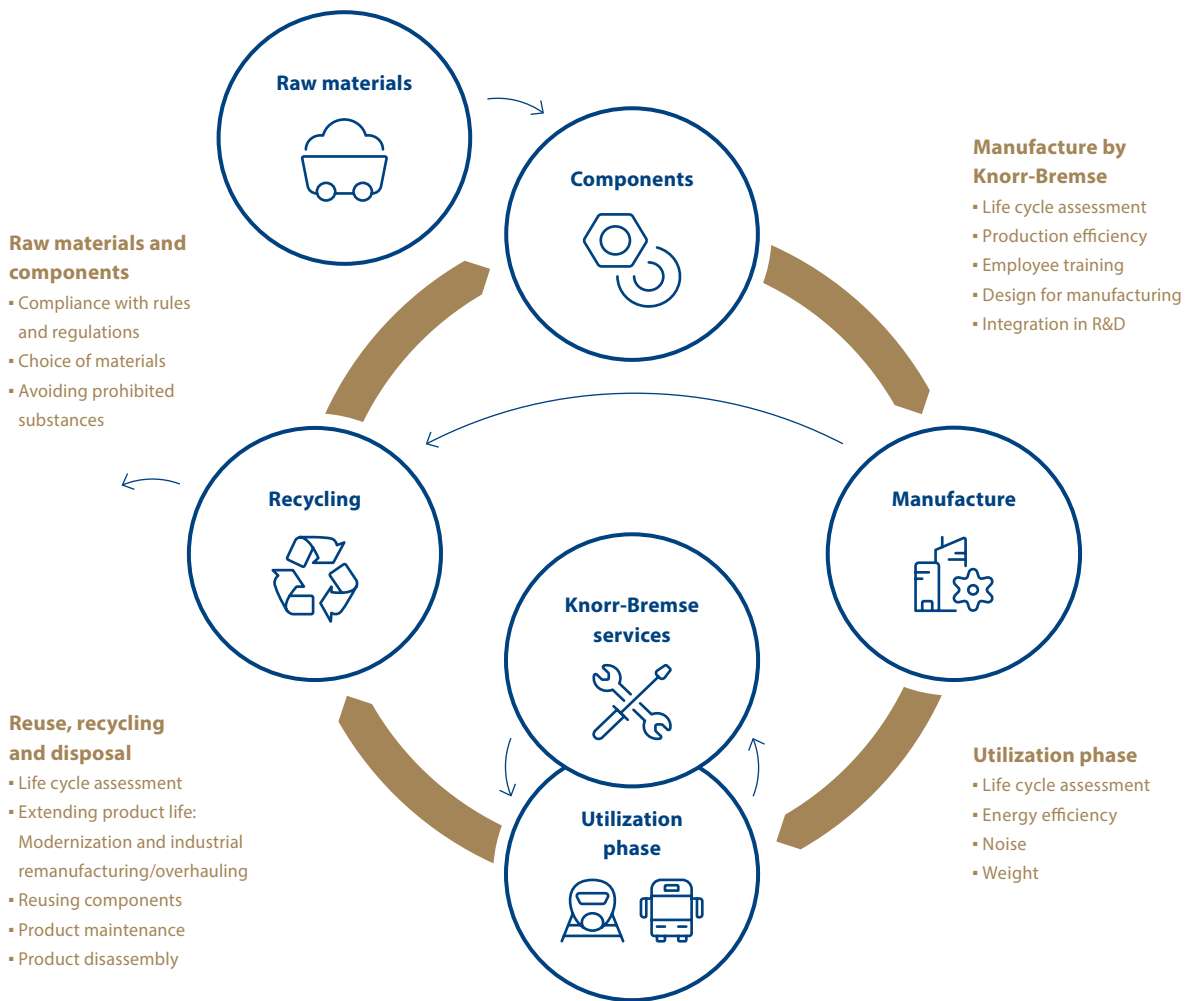 Raw materials
Components
Manufacture by
Knorr-Bremse
▪ Life cycle assessment
▪ Production efficiency
▪ Employee training
▪ Design for manufacturing
▪ Integration in R&D
Raw materials and
components
▪ Compliance with rules
and regulations
▪ Choice of materials
▪ Avoiding prohibited
substances
Recycling
Manufacture
Knorr-Bremse
services
Reuse, recycling
and disposal
▪ Life cycle assessment
▪ Extending product life:
Modernization and industrial
remanufacturing/overhauling
▪ Reusing components
▪ Product maintenance
▪ Product disassembly
Utilization
phase
Utilization phase
▪ Life cycle assessment
▪ Energy efficiency
▪ Noise
▪ Weight